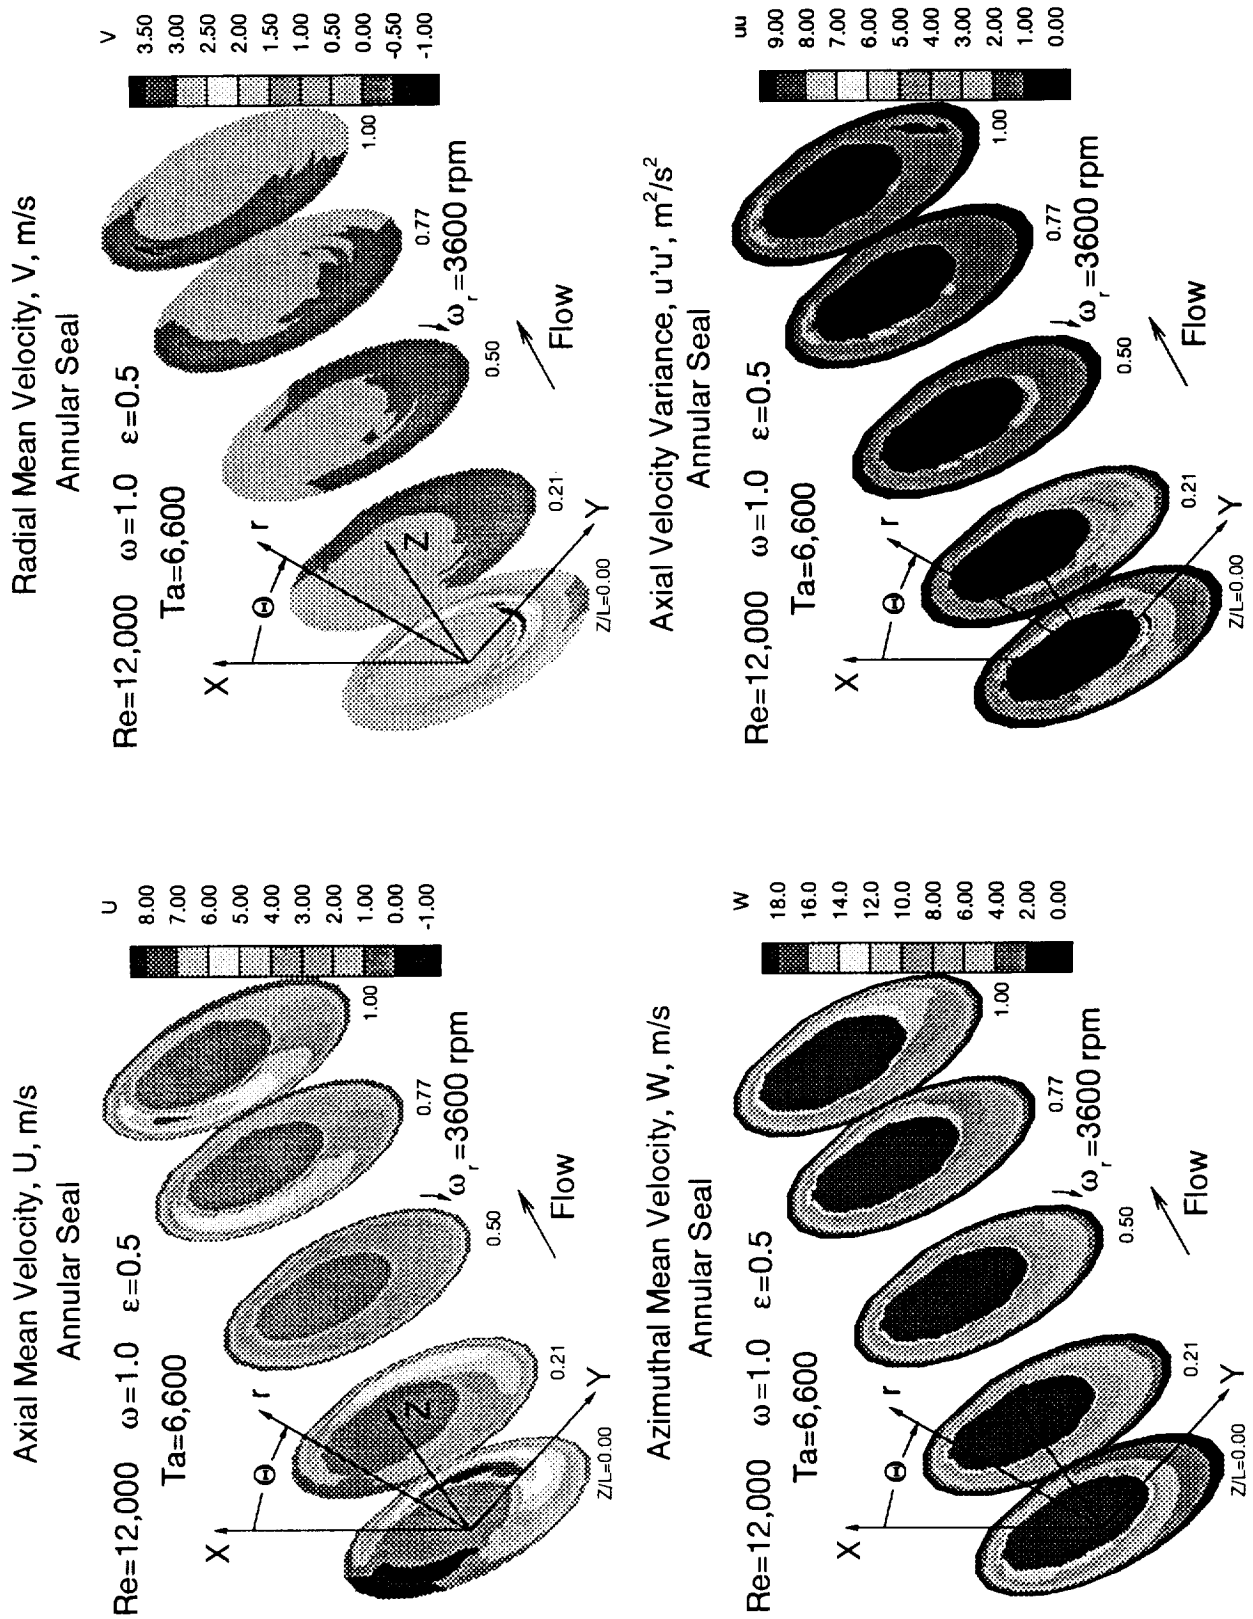 Axial Mean Velocity, U, m/s
Annular Seal
Re=12,000 ω=1.0 ε=0.5
Ta=6,600
X
Θ
r
Z
Y
Z/L=0.00
0.21
0.50
0.77
1.00
ω r =3600 rpm
Flow
U
8.00
7.00
6.00
5.00
4.00
3.00
2.00
1.00
0.00
-1.00
Radial Mean Velocity, V, m/s
Annular Seal
Re=12,000 ω=1.0 ε=0.5
Ta=6,600
X
Θ
r
Z
Y
Z/L=0.00
0.21
0.50
0.77
1.00
ω r =3600 rpm
Flow
V
3.50
3.00
2.50
2.00
1.50
1.00
0.50
0.00
-0.50
-1.00
Azimuthal Mean Velocity, W, m/s
Annular Seal
Re=12,000 ω=1.0 ε=0.5
Ta=6,600
X
Θ
r
Y
Z/L=0.00
0.21
0.50
0.77
1.00
ω r =3600 rpm
Flow
W
18.0
16.0
14.0
12.0
10.0
8.00
6.00
4.00
2.00
0.00
Axial Velocity Variance, u'u', m²/s²
Annular Seal
Re=12,000 ω=1.0 ε=0.5
Ta=6,600
X
Θ
r
Y
Z/L=0.00
0.21
0.50
0.77
1.00
ω r =3600 rpm
Flow
uu
9.00
8.00
7.00
6.00
5.00
4.00
3.00
2.00
1.00
0.00